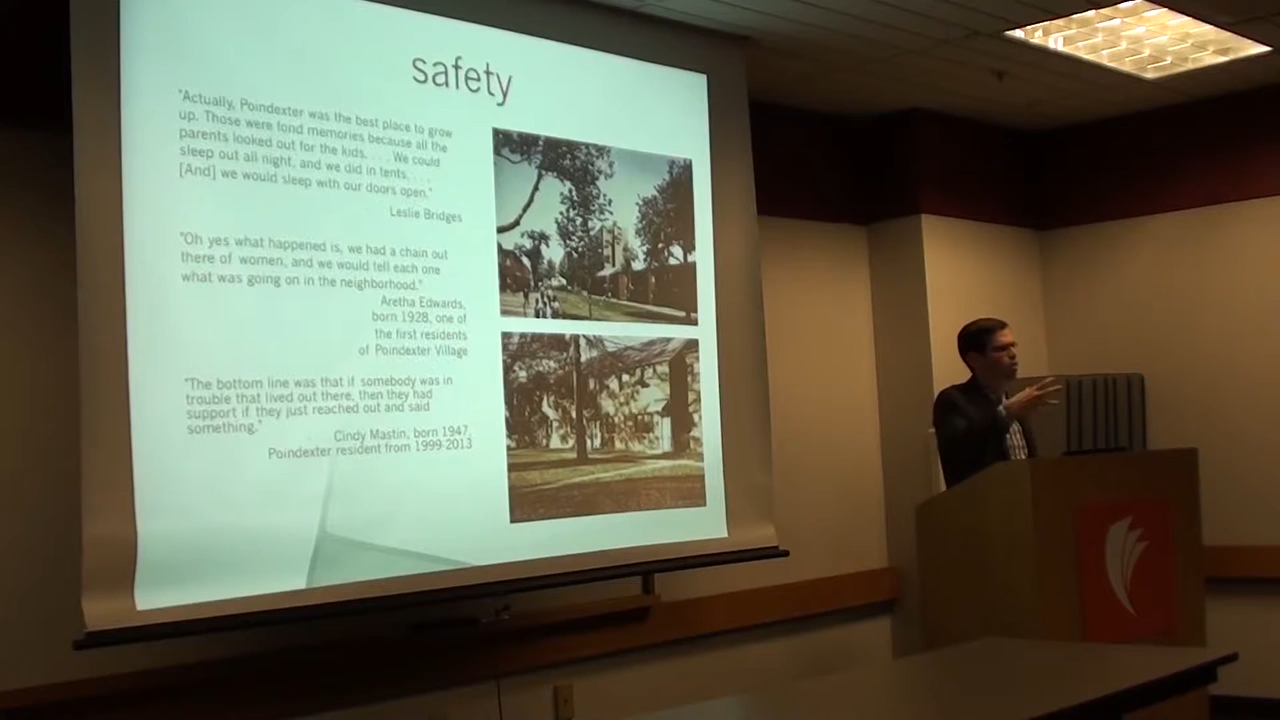 safety
"Actually, Poindexter was the best place to grow
up. Those were fond memories because all the
parents looked out for the kids. . . . We could
sleep out all night, and we did in tents. . . .
[And] we would sleep with our doors open."
Leslie Bridges
"Oh yes what happened is, we had a chain out
there of women, and we would tell each one
what was going on in the neighborhood."
Aretha Edwards,
born 1928, one of
the first residents
of Poindexter Village
"The bottom line was that if somebody was in
trouble that lived out there, then they had
support if they just reached out and said
something."
Cindy Mastin, born 1947,
Poindexter resident from 1999-2013